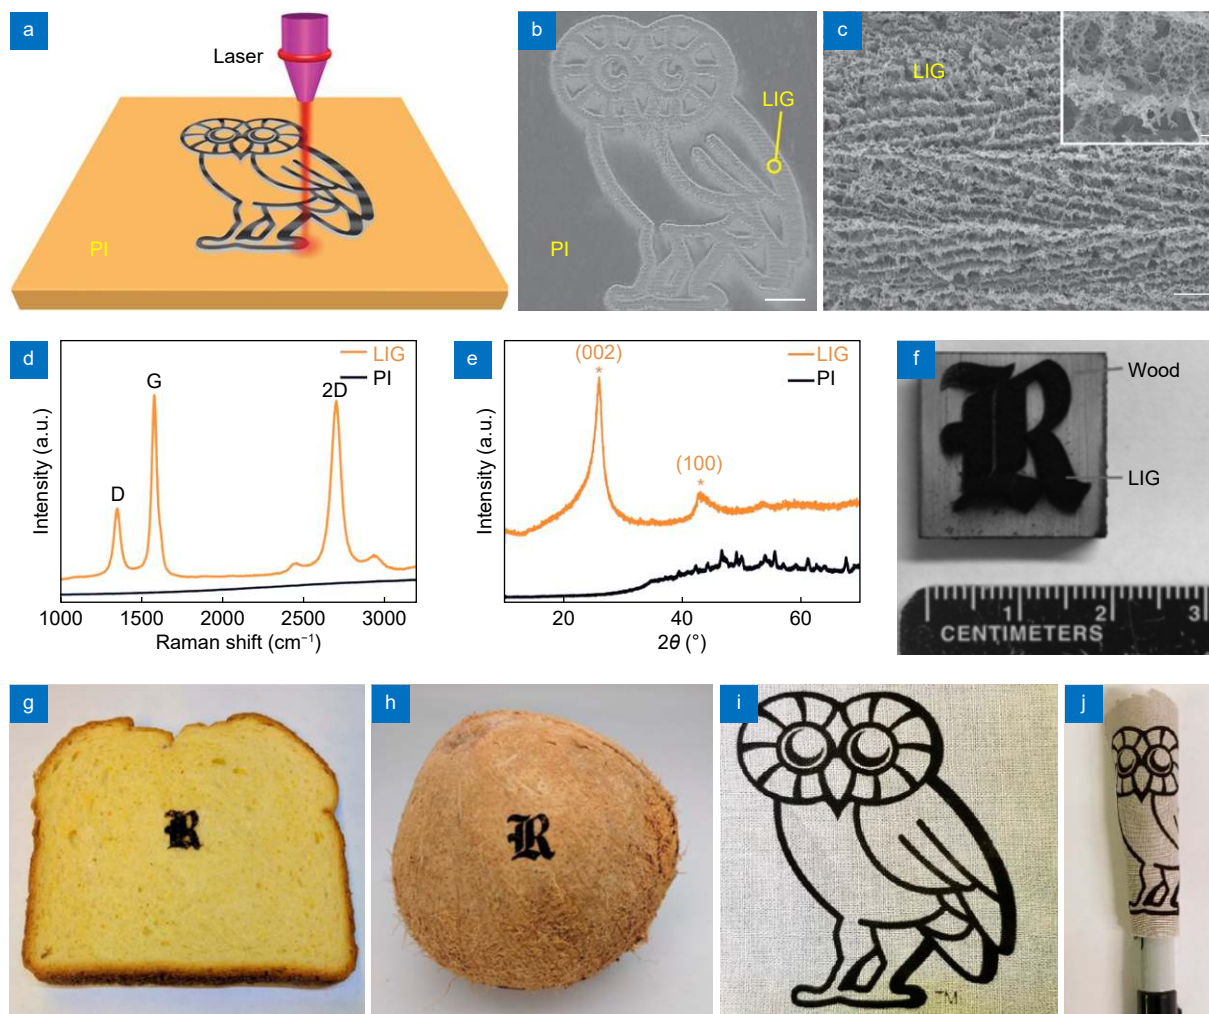 a
Laser
PI
b
LIG
PI
c
LIG
d
LIG
PI
D
G
2D
Intensity (a.u.)
1000 1500 2000 2500 3000
Raman shift (cm⁻¹)
e
LIG
PI
(002)
*
(100)
*
Intensity (a.u.)
20 40 60
2θ (°)
f
R
Wood
LIG
1 2 3
CENTIMETERS
g
R
h
R
i
TM
j